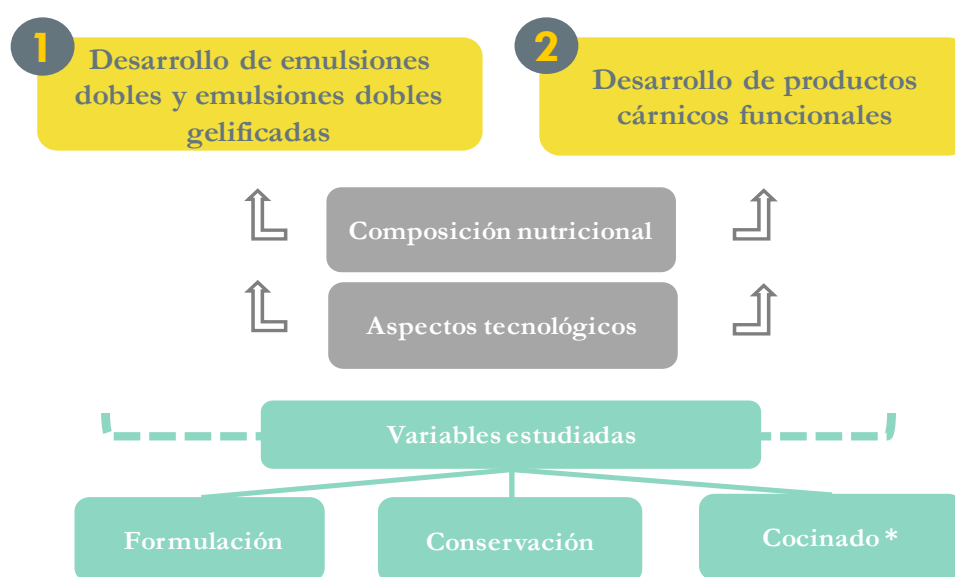 1
Desarrollo de emulsiones
dobles y emulsiones dobles
gelificadas
2
Desarrollo de productos
cárnicos funcionales
Composición nutricional
Aspectos tecnológicos
Variables estudiadas
Formulación
Conservación
Cocinado *